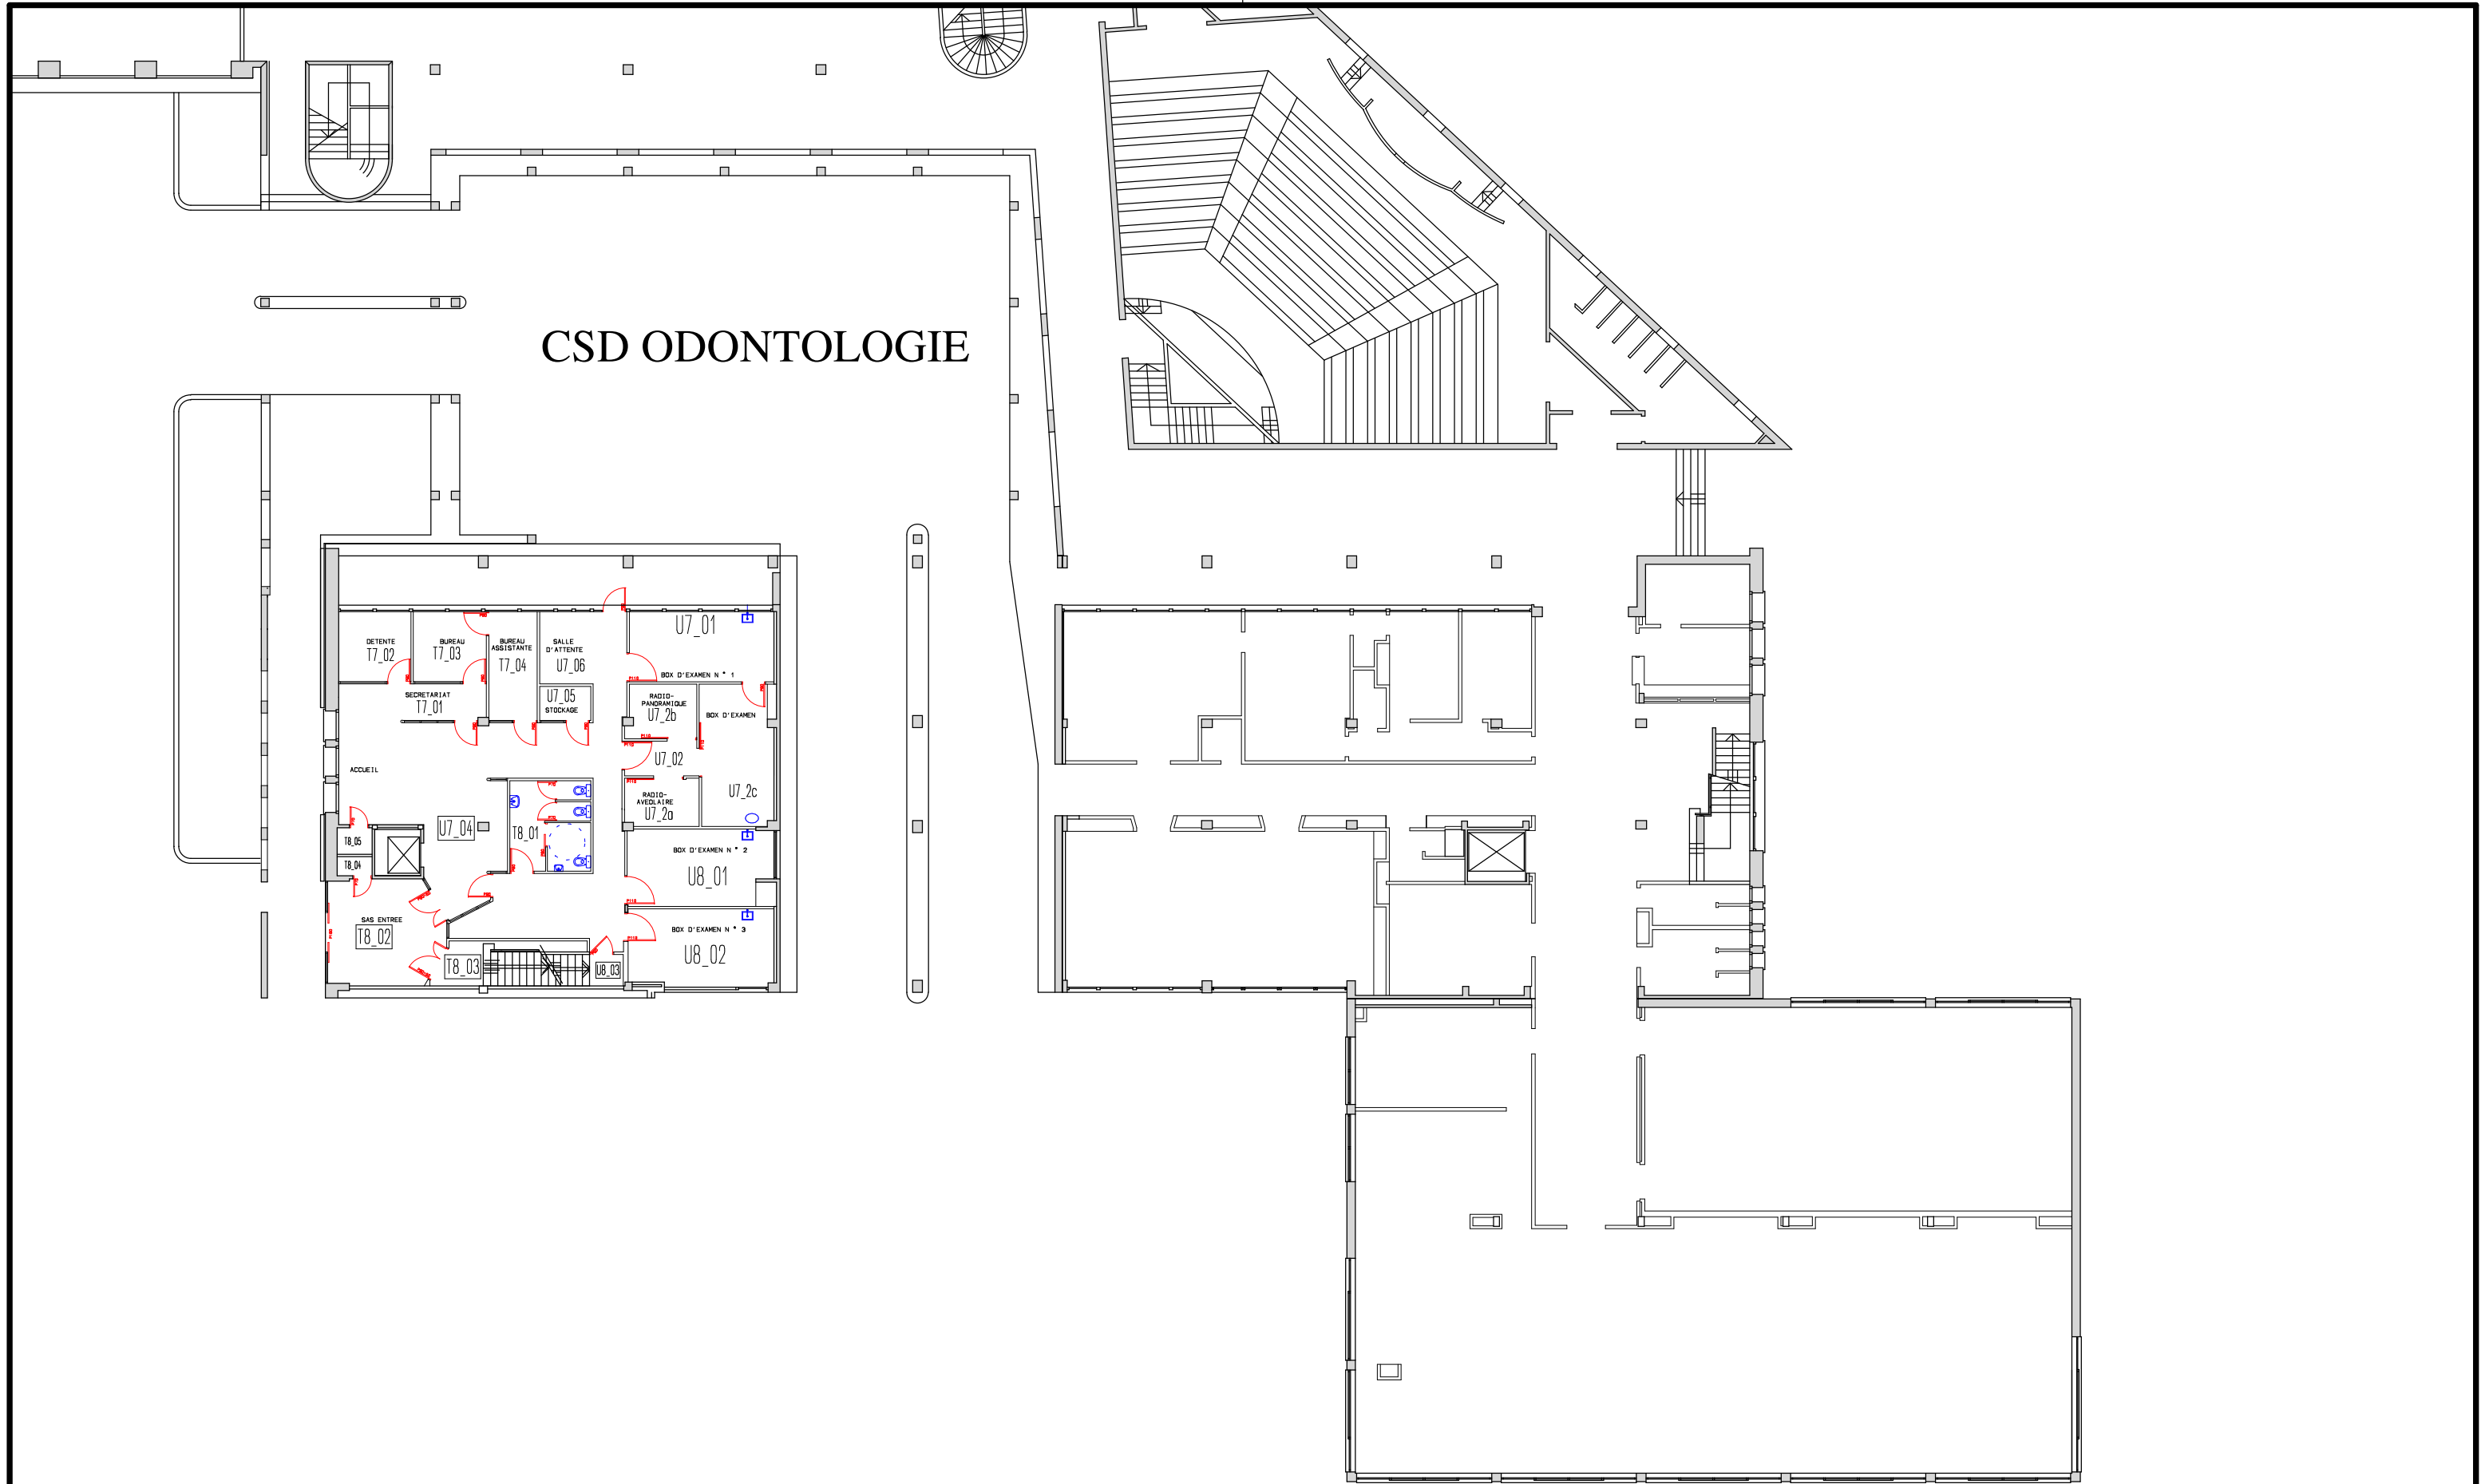 CSD ODONTOLOGIE
DETENTE
T7_02
BUREAU
T7_03
BUREAU
ASSISTANTE
T7_04
SALLE
D'ATTENTE
U7_06
U7_01
BOX D'EXAMEN N ° 1
SECRETARIAT
T7_01
U7_05
STOCKAGE
RADIO-
PANORAMIQUE
U7_2b
BOX D'EXAMEN
ACCUEIL
U7_02
RADIO-
AVEOLAIRE
U7_2a
U7_2c
T8_05
U7_04
T8_01
T8_04
BOX D'EXAMEN N ° 2
U8_01
SAS ENTREE
T8_02
BOX D'EXAMEN N ° 3
U8_02
T8_03
U8_03